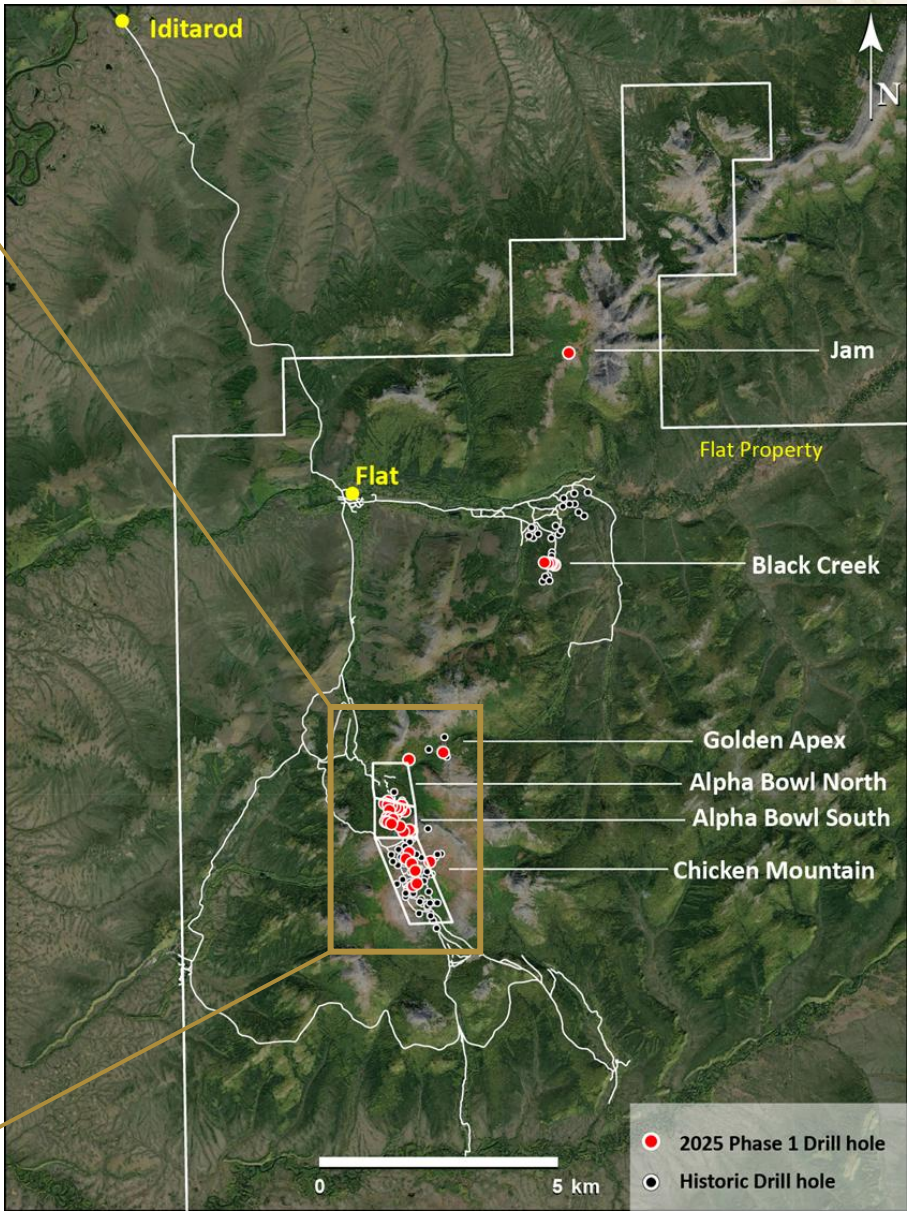 Iditarod
N
Jam
Flat Property
Flat
Black Creek
Golden Apex
Alpha Bowl North
Alpha Bowl South
Chicken Mountain
2025 Phase 1 Drill hole
Historic Drill hole
0
5 km